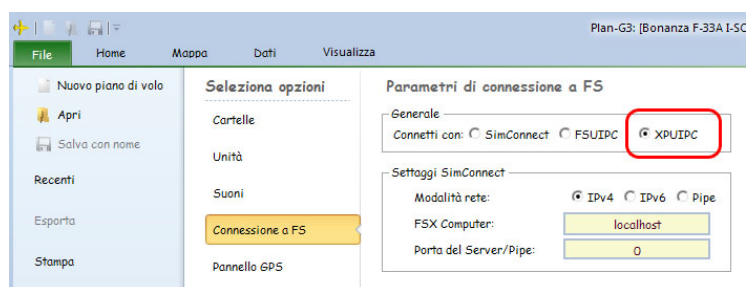 Plan-G3: [Bonanza F-33A I-SC
File Home Mappa Dati Visualizza
Nuovo piano di volo
Apri
Salva con nome
Recenti
Esporta
Stampa
Seleziona opzioni
Cartelle
Unità
Suoni
Connessione a FS
Pannello GPS
Parametri di connessione a FS
Generale
Connetti con: SimConnect FSUIPC XPUIPC
Settaggi SimConnect
Modalità rete: IPv4 IPv6 Pipe
FSX Computer: localhost
Porta del Server/Pipe: 0